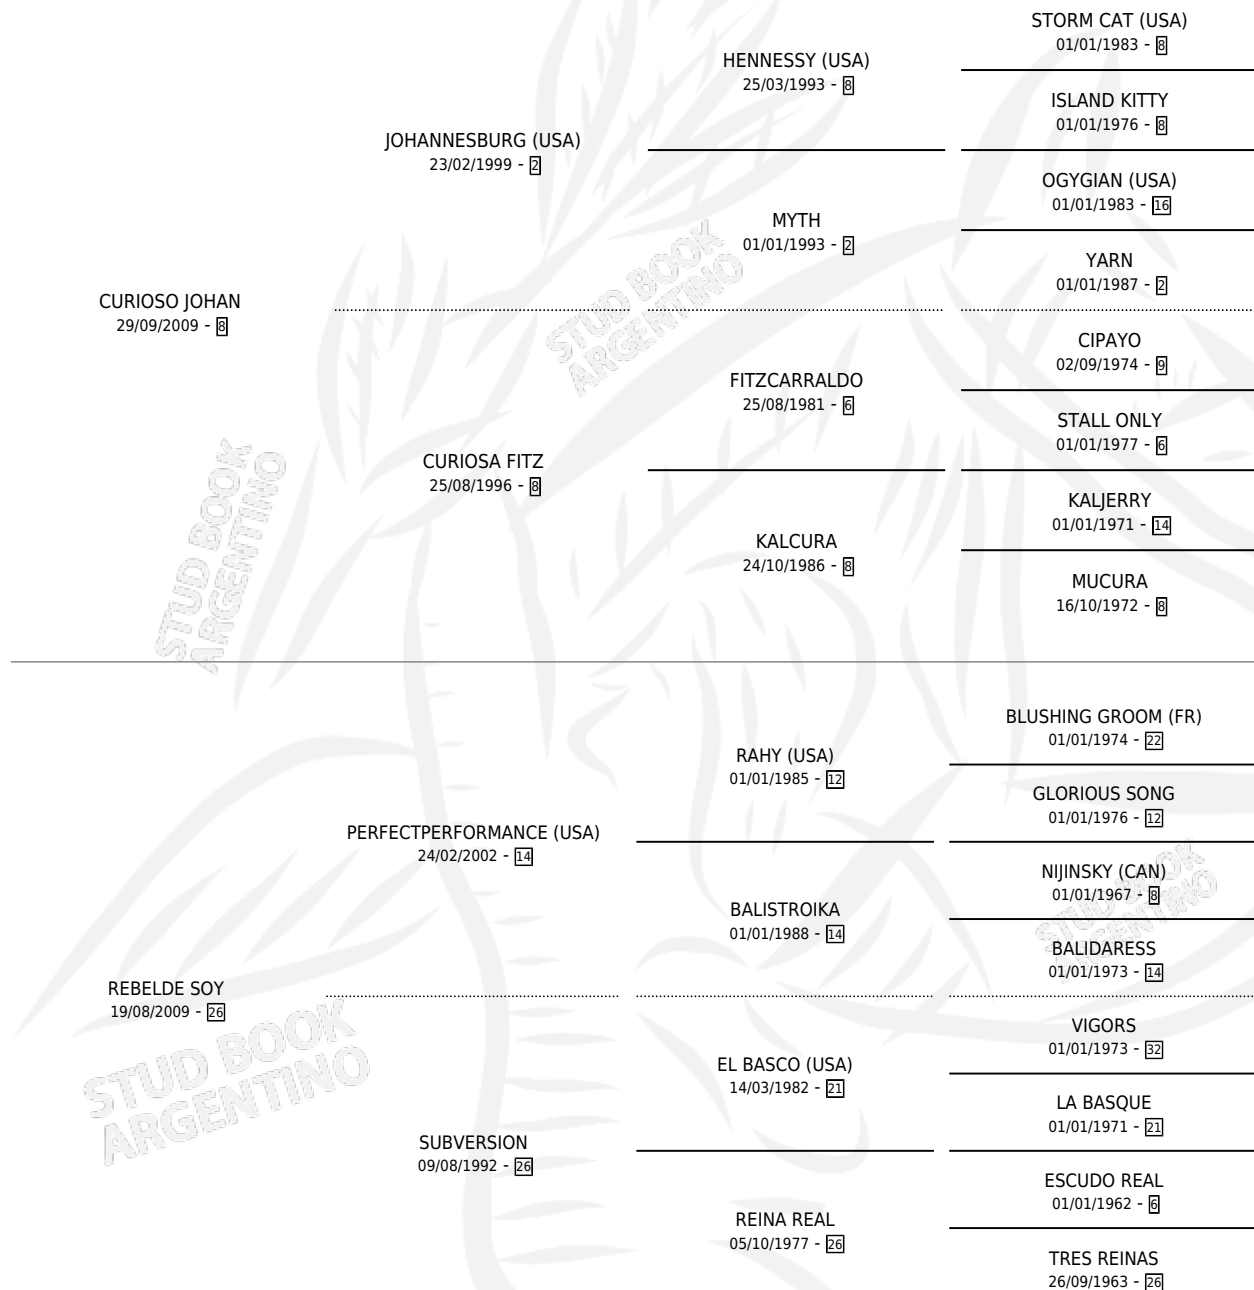 STORM CAT (USA)
01/01/1983 - 8
HENNESSY (USA)
25/03/1993 - 8
ISLAND KITTY
01/01/1976 - 8
JOHANNESBURG (USA)
23/02/1999 - 2
OGYGIAN (USA)
01/01/1983 - 16
MYTH
01/01/1993 - 2
YARN
01/01/1987 - 2
CURIOSO JOHAN
29/09/2009 - 8
CIPAYO
02/09/1974 - 9
FITZCARRALDO
25/08/1981 - 6
STALL ONLY
01/01/1977 - 6
CURIOSA FITZ
25/08/1996 - 8
KALJERRY
01/01/1971 - 14
KALCURA
24/10/1986 - 8
MUCURA
16/10/1972 - 8
BLUSHING GROOM (FR)
01/01/1974 - 22
RAHY (USA)
01/01/1985 - 12
GLORIOUS SONG
01/01/1976 - 12
PERFECTPERFORMANCE (USA)
24/02/2002 - 14
NIJINSKY (CAN)
01/01/1967 - 8
BALISTROIKA
01/01/1988 - 14
BALIDARESS
01/01/1973 - 14
REBELDE SOY
19/08/2009 - 26
VIGORS
01/01/1973 - 32
EL BASCO (USA)
14/03/1982 - 21
LA BASQUE
01/01/1971 - 21
SUBVERSION
09/08/1992 - 26
ESCUDO REAL
01/01/1962 - 6
REINA REAL
05/10/1977 - 26
TRES REINAS
26/09/1963 - 26
STUD BOOK
ARGENTINO
STUD BOOK
ARGENTINO
STUD BOOK
ARGENTINO
STUD BOOK
ARGENTINO